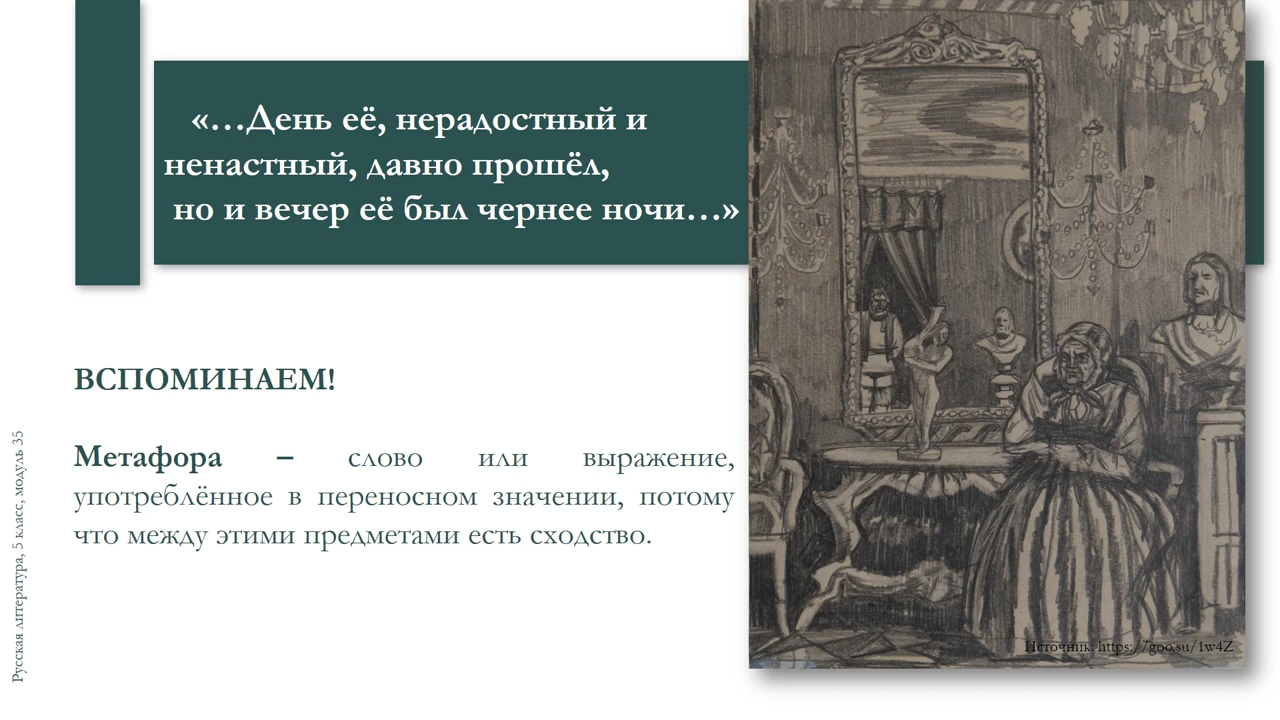 «…День её, нерадостный и
ненастный, давно прошёл,
но и вечер её был чернее ночи…»
ВСПОМИНАЕМ!
Метафора – слово или выражение,
употреблённое в переносном значении, потому
что между этими предметами есть сходство.
Русская литература, 5 класс, модуль 35
Источник: https://goo.su/1w4Z